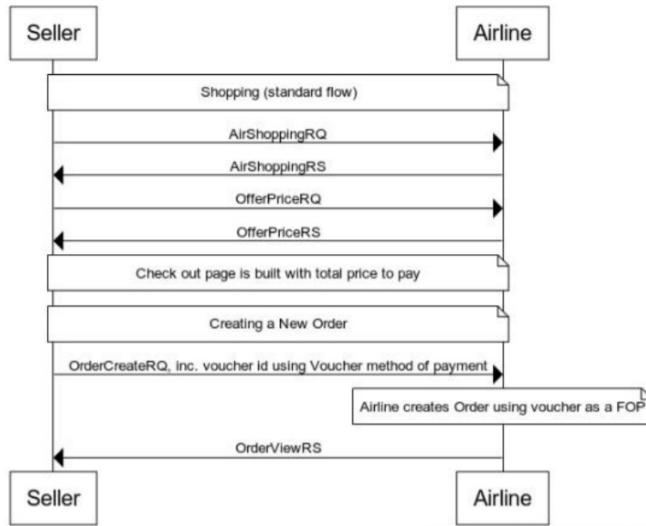 Seller Airline
Shopping (standard flow)
AirShoppingRQ
AirShoppingRS
OfferPriceRQ
OfferPriceRS
Check out page is built with total price to pay
Creating a New Order
OrderCreateRQ, inc. voucher id using Voucher method of payment
Airline creates Order using voucher as a FOP
OrderViewRS
Seller Airline